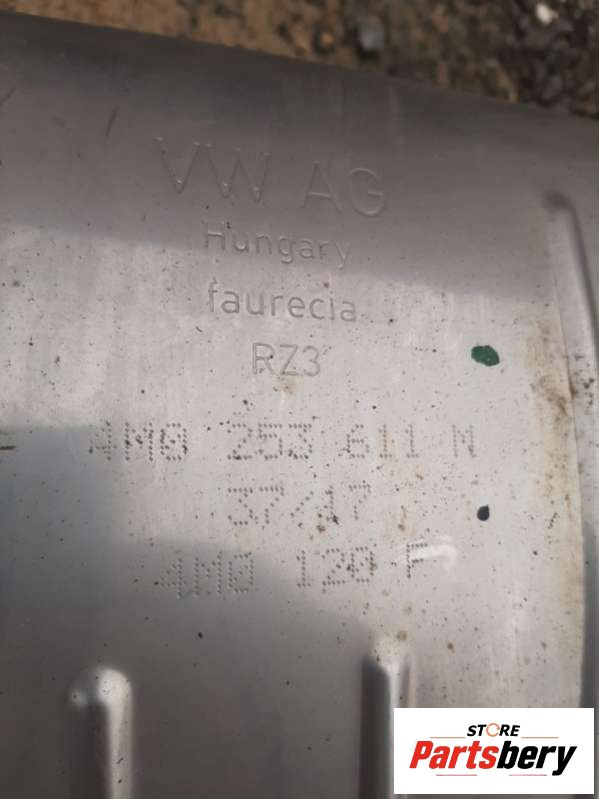 VW AG
Hungary
faurecia
RZ3
4M0 253 611 N
37/17
4M0 120 F
STORE
Partsbery